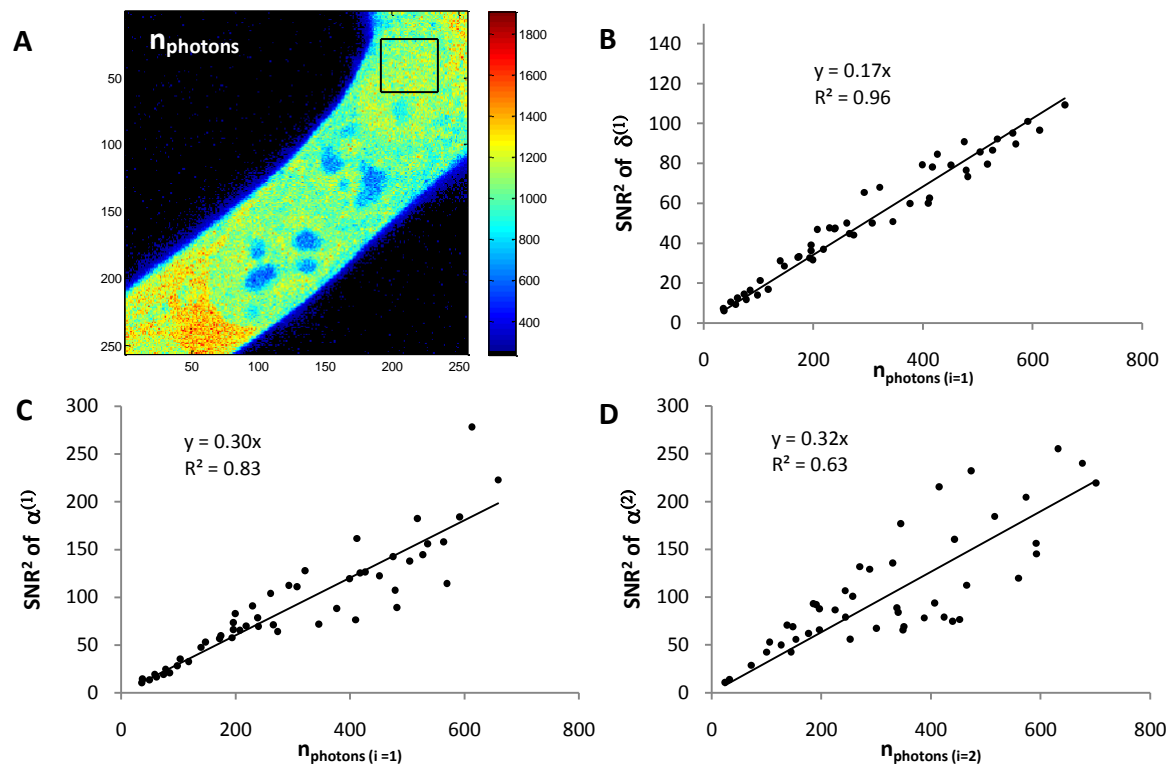 A
n_photons
50
100
150
200
250
50 100 150 200 250
1800
1600
1400
1200
1000
800
600
400
B
y = 0.17x
R² = 0.96
SNR² of δ⁽¹⁾
140
120
100
80
60
40
20
0
0 200 400 600 800
n_photons (i=1)
C
y = 0.30x
R² = 0.83
SNR² of α⁽¹⁾
300
250
200
150
100
50
0
0 200 400 600 800
n_photons (i =1)
D
y = 0.32x
R² = 0.63
SNR² of α⁽²⁾
300
250
200
150
100
50
0
0 200 400 600 800
n_photons (i=2)